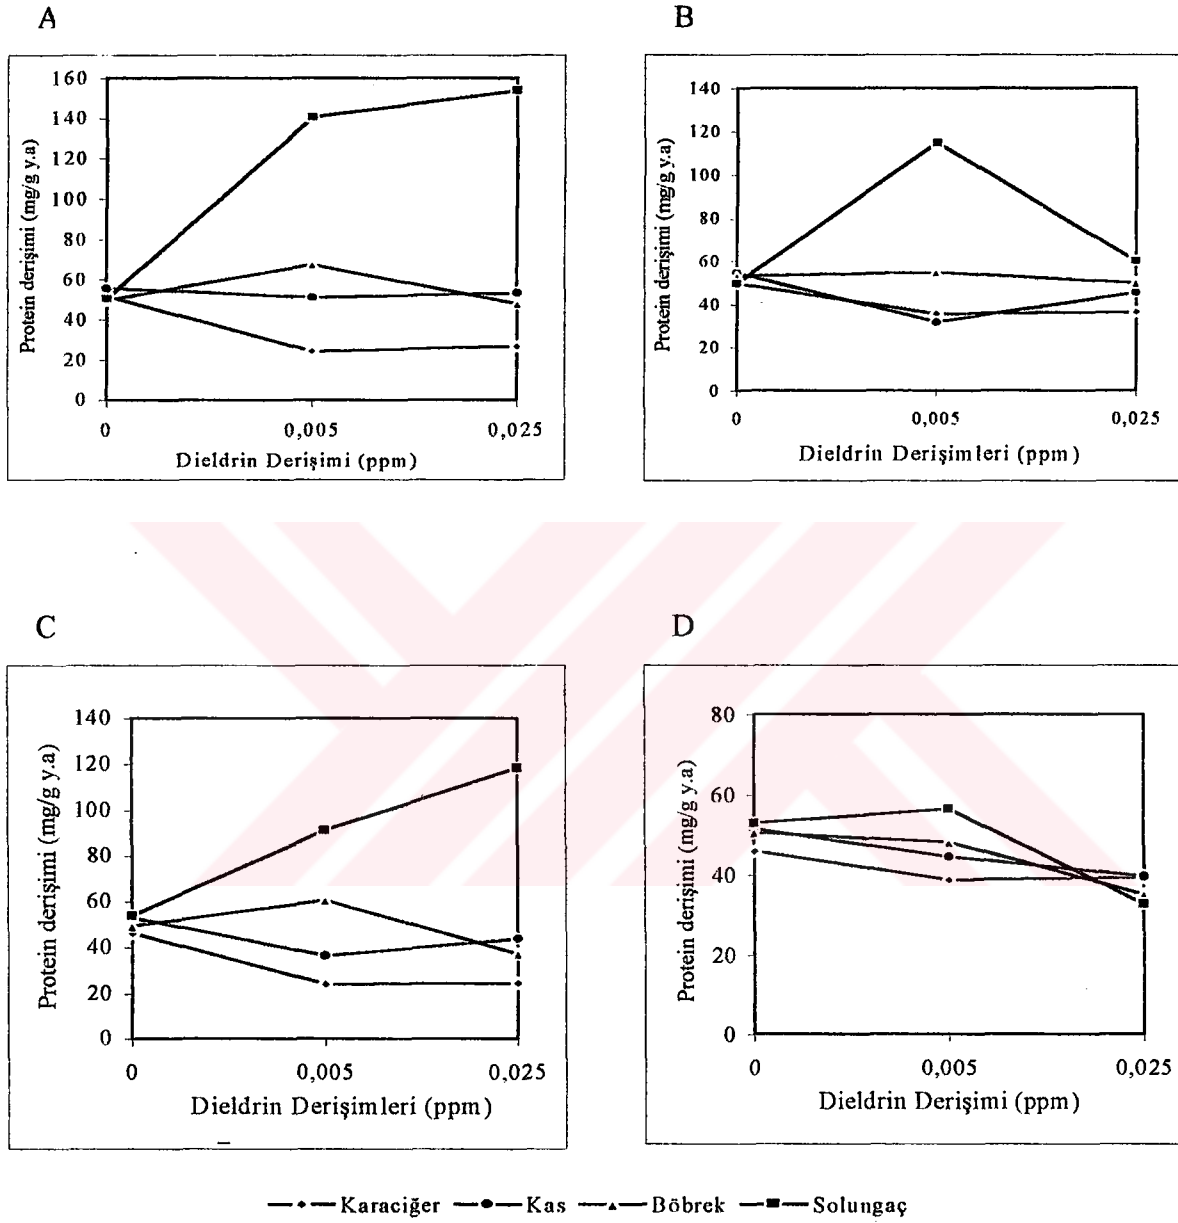 A
Protein derişimi (mg/g y.a)
160
140
120
100
80
60
40
20
0
0 0,005 0,025
Dieldrin Derişimi (ppm)
B
Protein derişimi (mg/g y.a)
140
120
100
80
60
40
20
0
0 0,005 0,025
Dieldrin Derişimleri (ppm)
C
Protein derişimi (mg/g y.a)
140
120
100
80
60
40
20
0
0 0,005 0,025
Dieldrin Derişimleri (ppm)
D
Protein derişimi (mg/g y.a)
80
60
40
20
0
0 0,005 0,025
Dieldrin Derişimi (ppm)
Karaciğer Kas Böbrek Solungaç